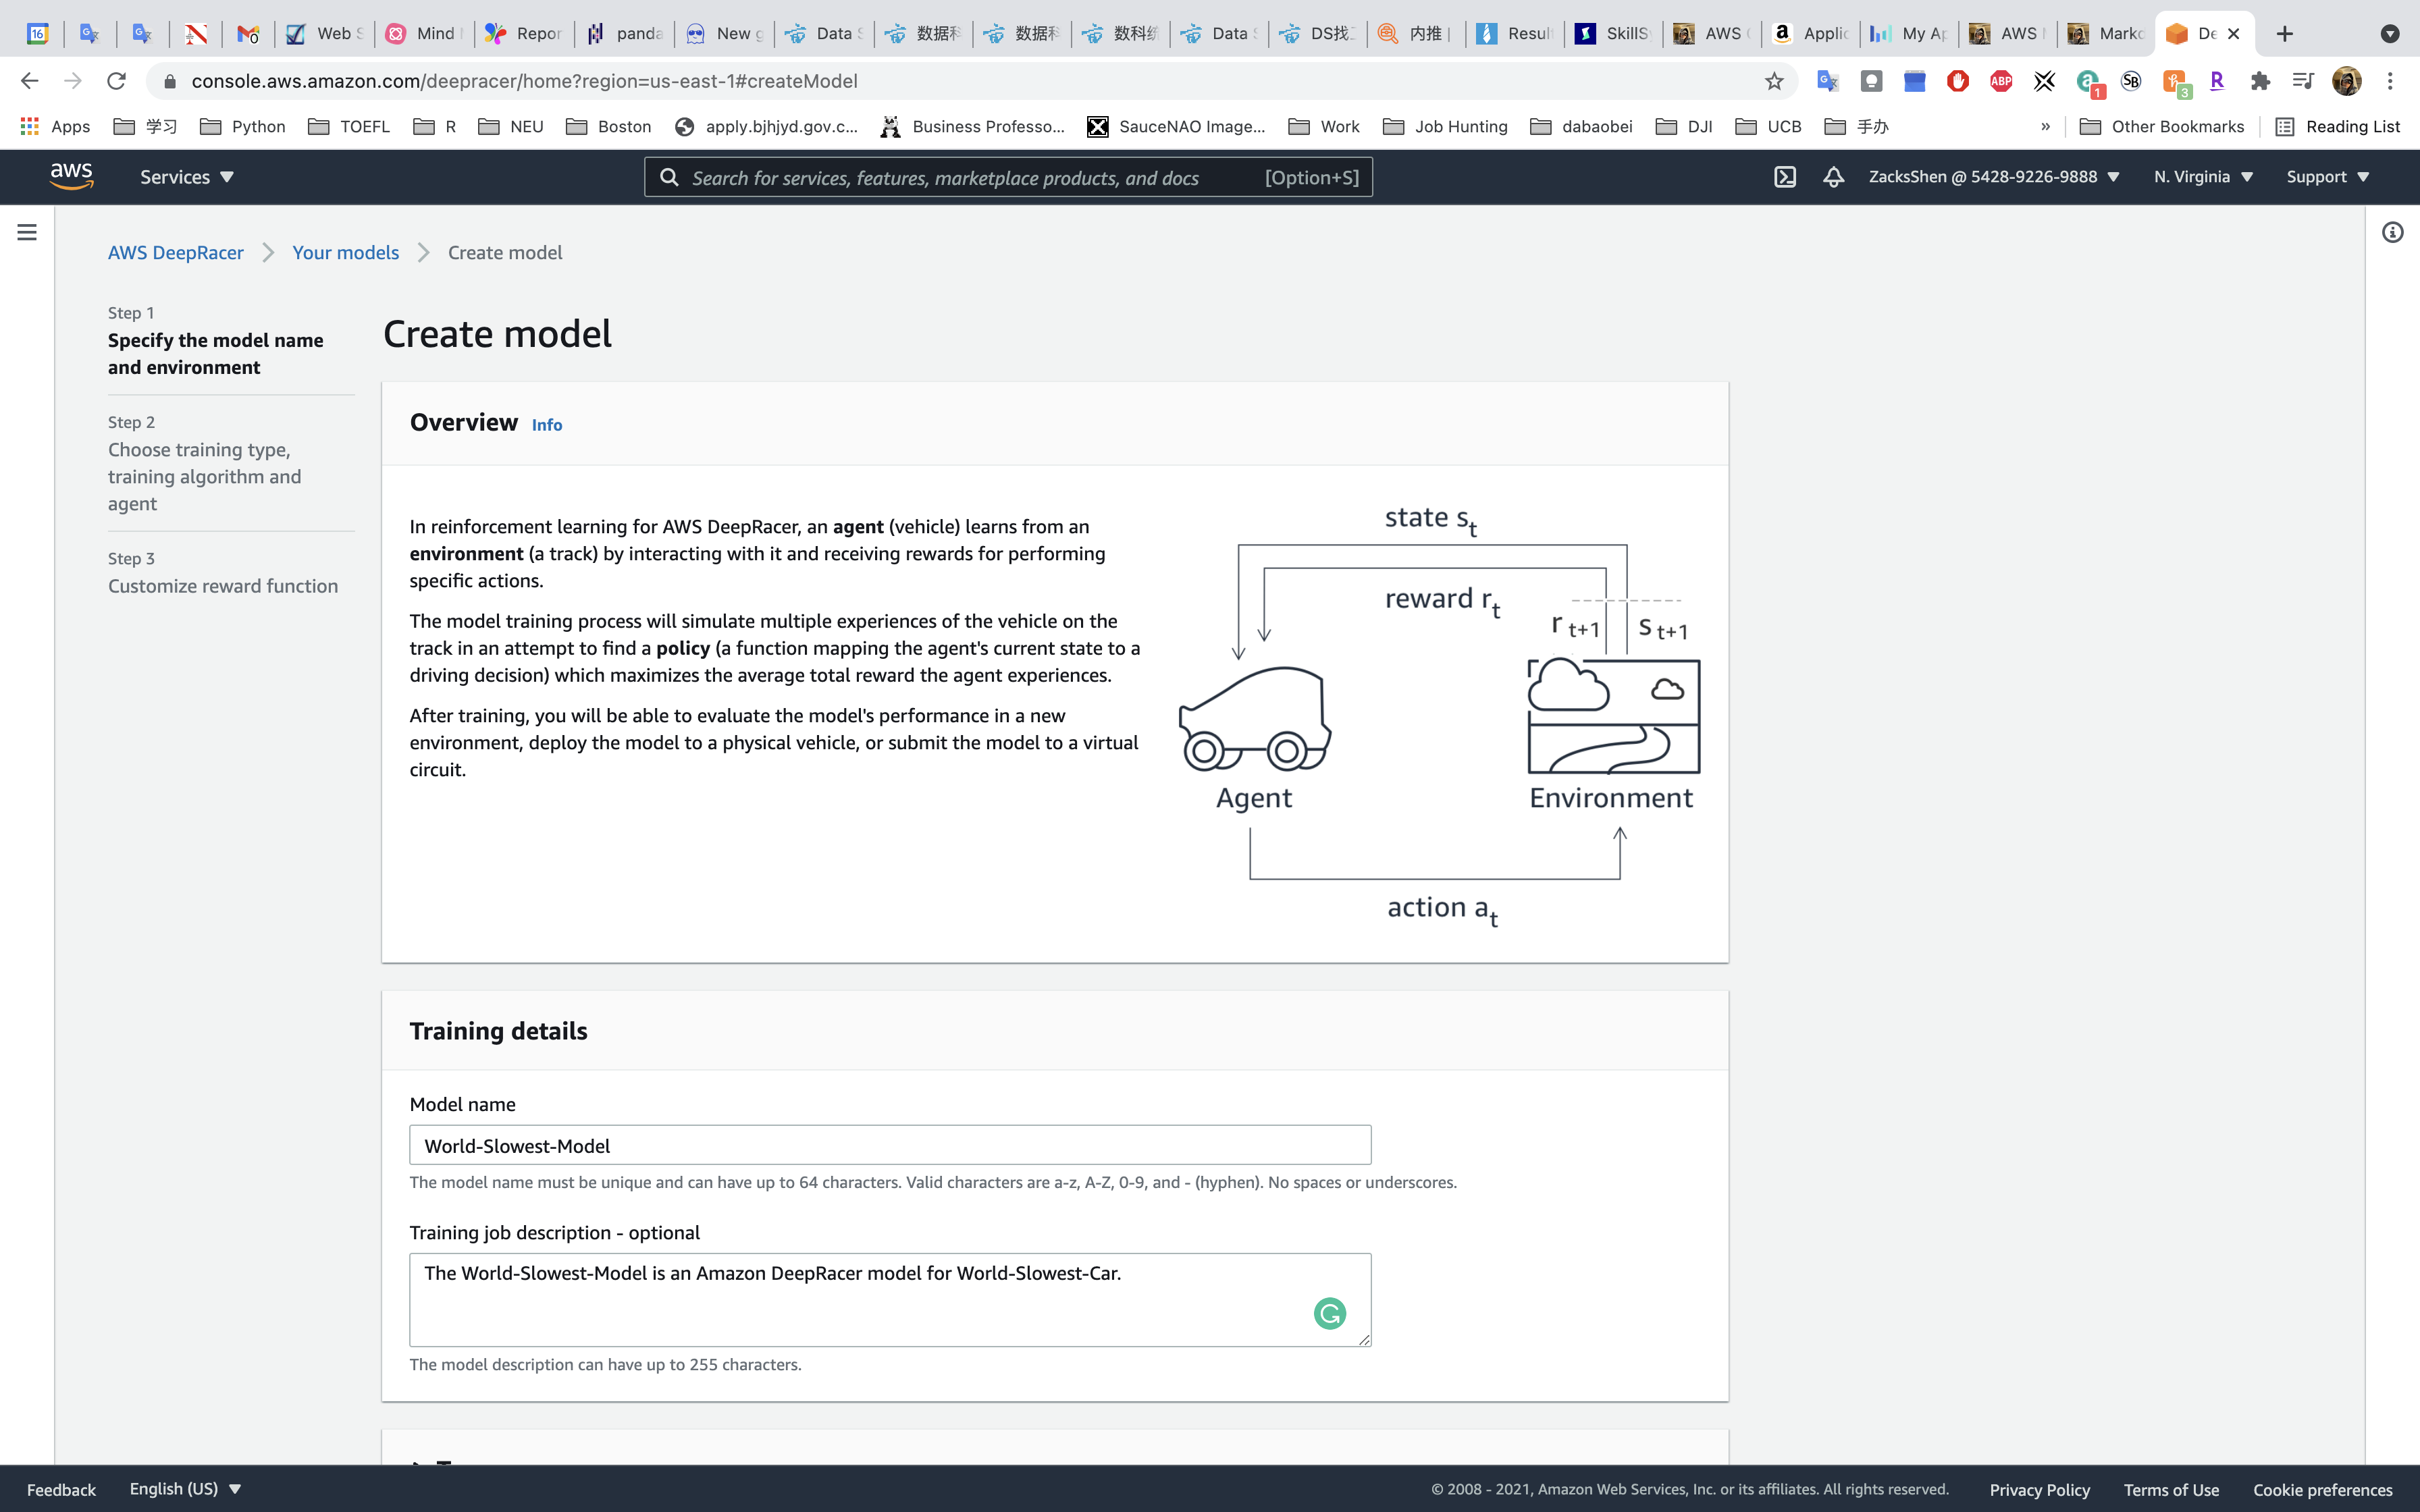 16 Web S Mind M Repor panda New g Data S 数据科 数据科 数科纟 Data S DS找 内推 | Result SkillS AWS C Applic My Ap AWS Marko De
console.aws.amazon.com/deepracer/home?region=us-east-1#createModel
ABP 1 SB 3 R
Apps 学习 Python TOEFL R NEU Boston apply.bjhjyd.gov.c... Business Professo... SauceNAO Image... Work Job Hunting dabaobei DJI UCB 手办 » Other Bookmarks Reading List
aws Services Search for services, features, marketplace products, and docs [Option+S] ZacksShen @ 5428-9226-9888 N. Virginia Support
AWS DeepRacer Your models Create model
Step 1
Specify the model name
and environment
Step 2
Choose training type,
training algorithm and
agent
Step 3
Customize reward function
Create model
Overview Info
In reinforcement learning for AWS DeepRacer, an agent (vehicle) learns from an
environment (a track) by interacting with it and receiving rewards for performing
specific actions.
The model training process will simulate multiple experiences of the vehicle on the
track in an attempt to find a policy (a function mapping the agent's current state to a
driving decision) which maximizes the average total reward the agent experiences.
After training, you will be able to evaluate the model's performance in a new
environment, deploy the model to a physical vehicle, or submit the model to a virtual
circuit.
state st
reward rt
r t+1 s t+1
Agent Environment
action at
Training details
Model name
World-Slowest-Model
The model name must be unique and can have up to 64 characters. Valid characters are a-z, A-Z, 0-9, and - (hyphen). No spaces or underscores.
Training job description - optional
The World-Slowest-Model is an Amazon DeepRacer model for World-Slowest-Car.
The model description can have up to 255 characters.
Feedback English (US) © 2008 - 2021, Amazon Web Services, Inc. or its affiliates. All rights reserved. Privacy Policy Terms of Use Cookie preferences